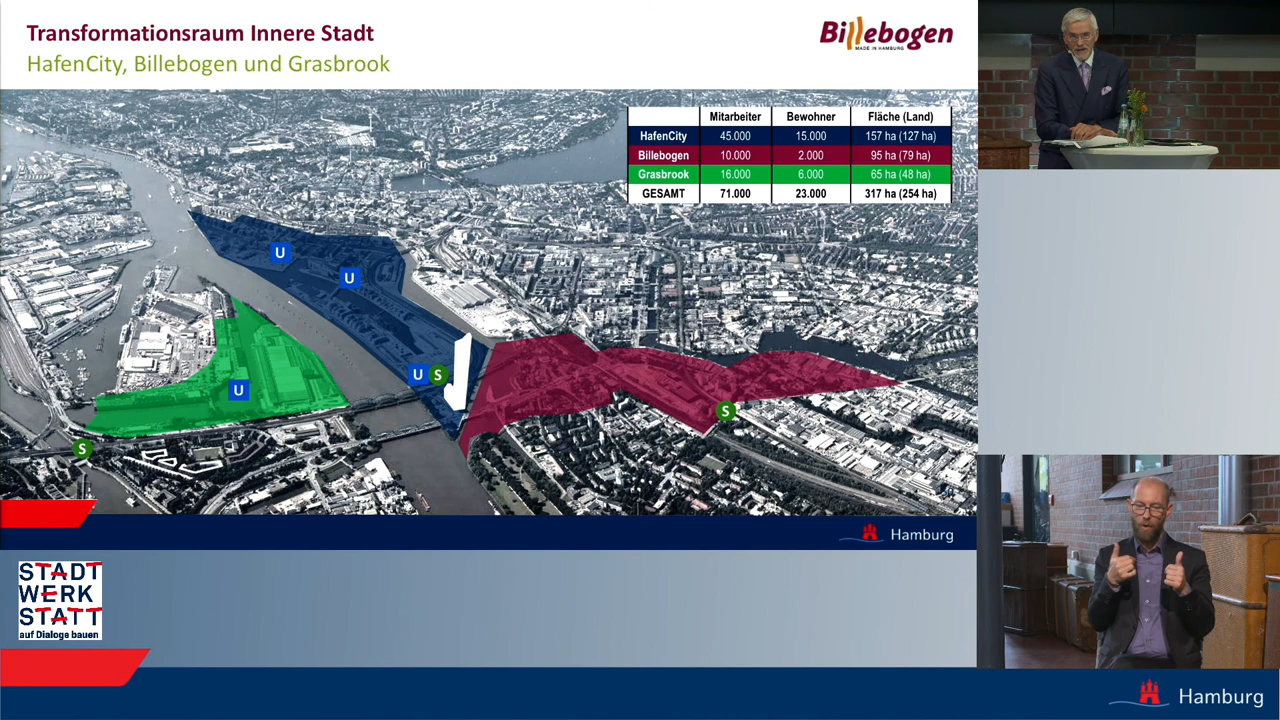 Transformationsraum Innere Stadt
HafenCity, Billebogen und Grasbrook
Billebogen
MADE IN HAMBURG
Mitarbeiter Bewohner Fläche (Land)
HafenCity 45.000 15.000 157 ha (127 ha)
Billebogen 10.000 2.000 95 ha (79 ha)
Grasbrook 16.000 6.000 65 ha (48 ha)
GESAMT 71.000 23.000 317 ha (254 ha)
U
U
U S
U
S
S
Hamburg
STADT
WERK
STATT
auf Dialoge bauen
Hamburg